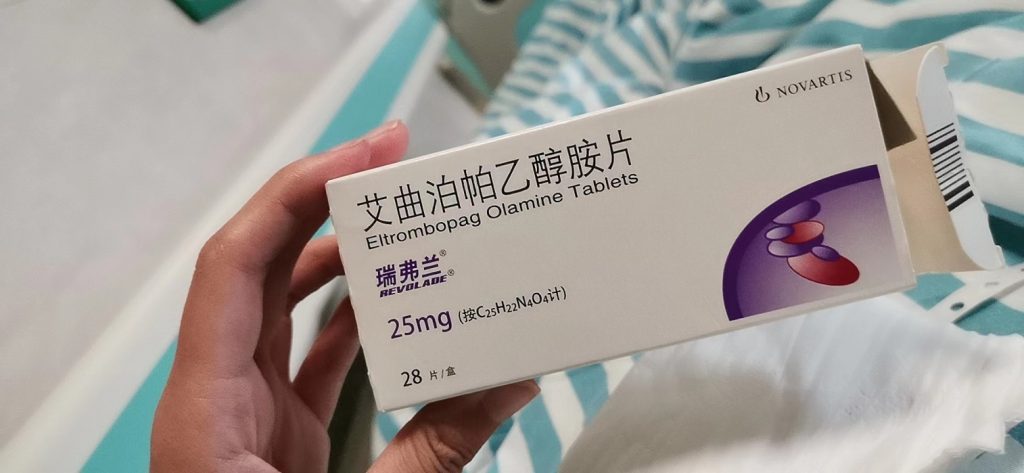 NOVARTIS
艾曲泊帕乙醇胺片
Eltrombopag Olamine Tablets
瑞弗兰®
REVOLADE®
25mg (按C₂₅H₂₂N₄O₄计)
28 片/盒